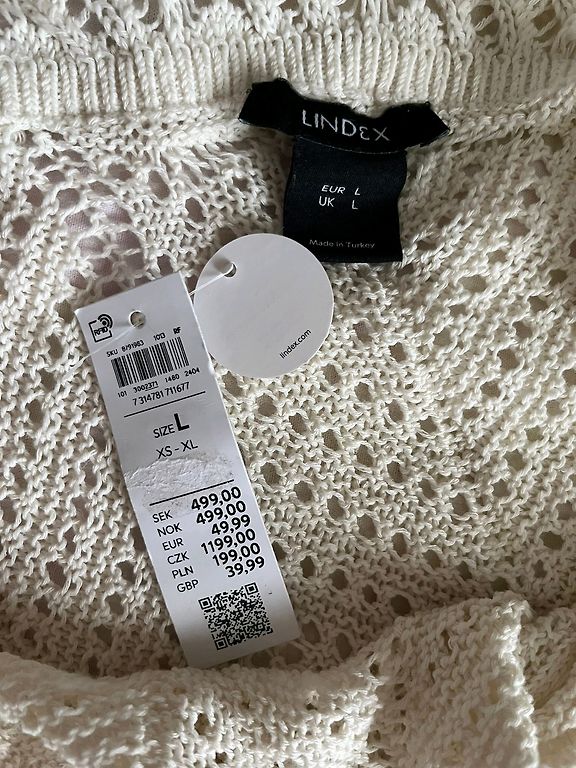 LINDEX
EUR L
UK L
Made in Turkey
lindex.com
RFID
SKU 8791983 1013 RF
101 3002371 1480 2404
7 314781 711677
SIZE L
XS - XL
SEK 499,00
NOK 499,00
EUR 49,99
CZK 1199,00
PLN 199,00
GBP 39,99